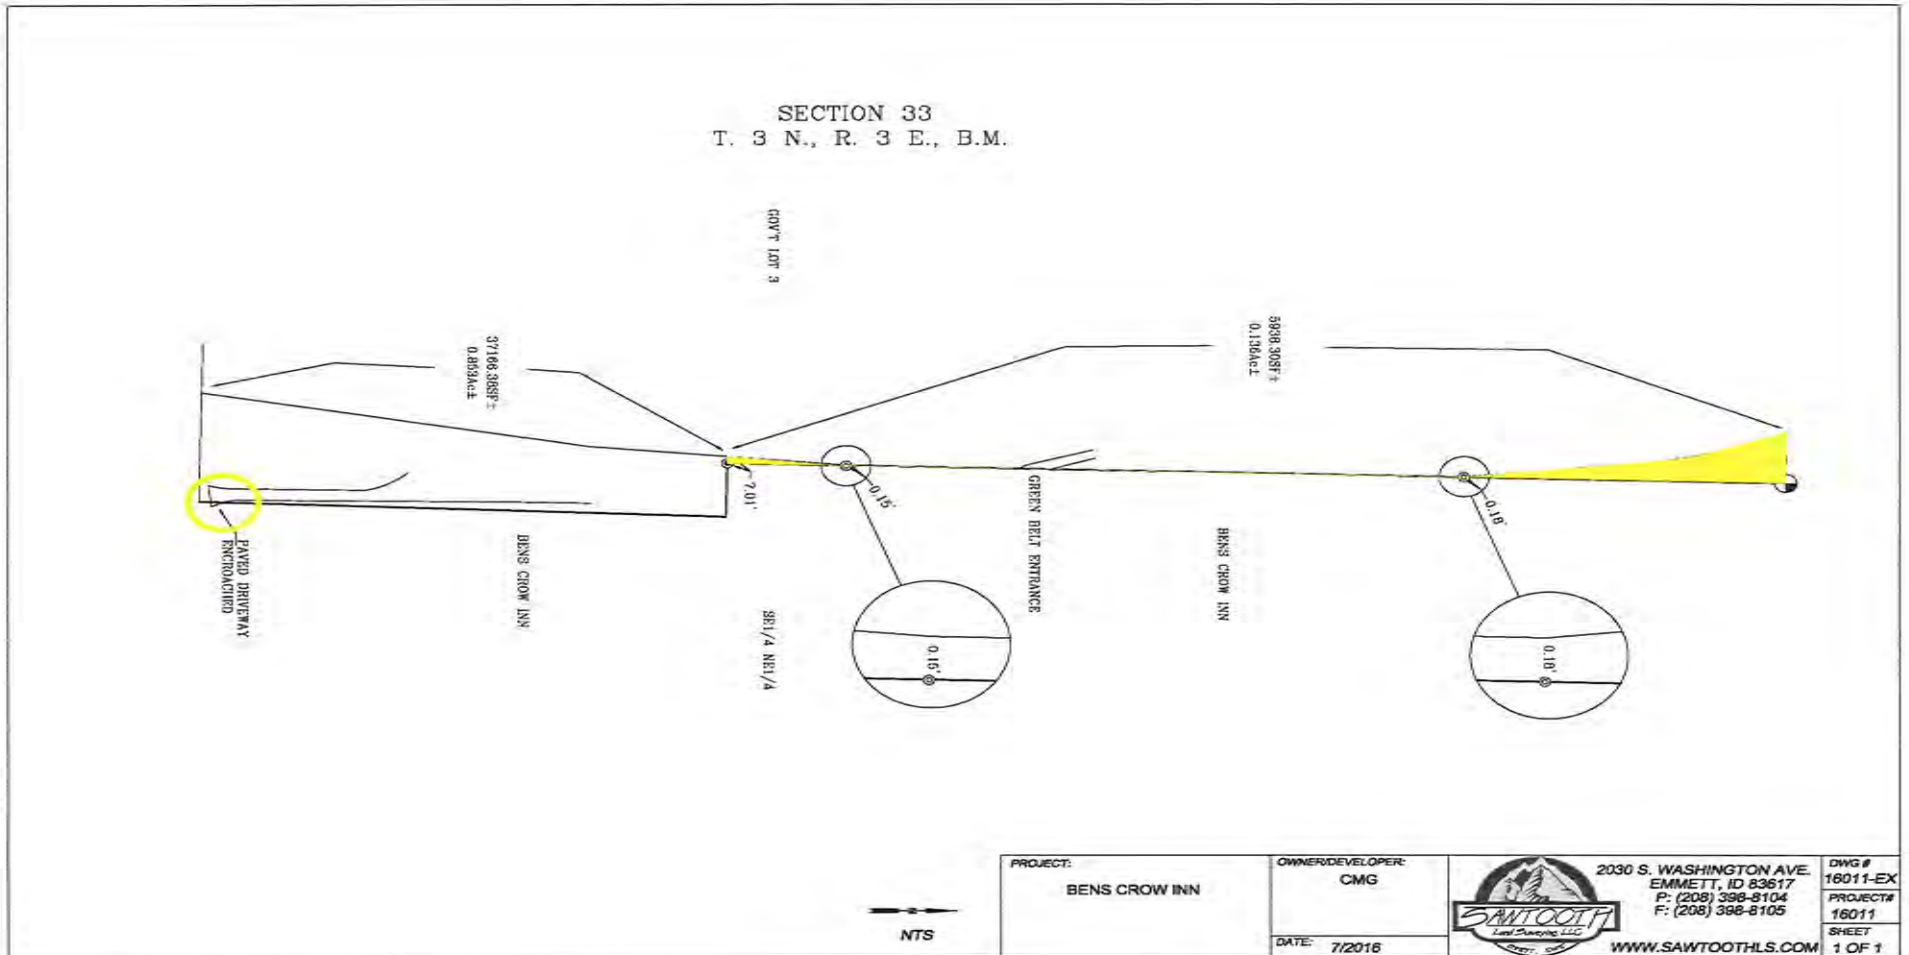 SECTION 33
T. 3 N., R. 3 E., B.M.
GOV'T LOT 3
37166.38SF±
0.853Ac±
5938.30SF±
0.136Ac±
7.01'
0.15'
0.18'
GREEN BELT ENTRANCE
BENS CROW INN
BENS CROW INN
PAVED DRIVEWAY
ENCROACHED
SE1/4 NE1/4
0.15'
0.18'
PROJECT:
BENS CROW INN
OWNER/DEVELOPER:
CMG
DATE: 7/2016
SAWTOOTH
Land Surveying, LLC
2030 S. WASHINGTON AVE.
EMMETT, ID 83617
P: (208) 398-8104
F: (208) 398-8105
WWW.SAWTOOTHLS.COM
DWG #
16011-EX
PROJECT#
16011
SHEET
1 OF 1
NTS